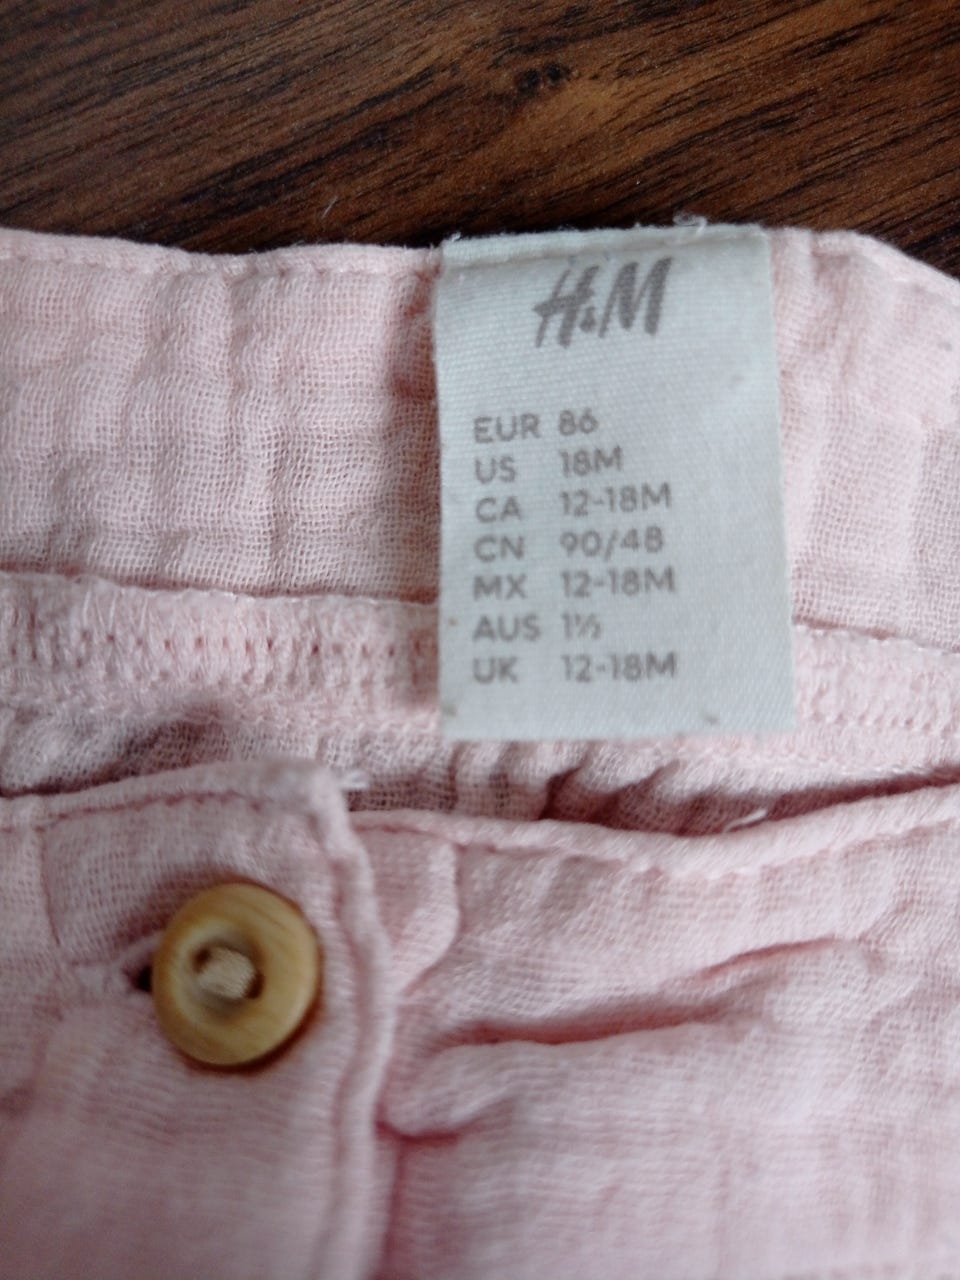 H&M
EUR 86
US 18M
CA 12-18M
CN 90/48
MX 12-18M
AUS 1½
UK 12-18M